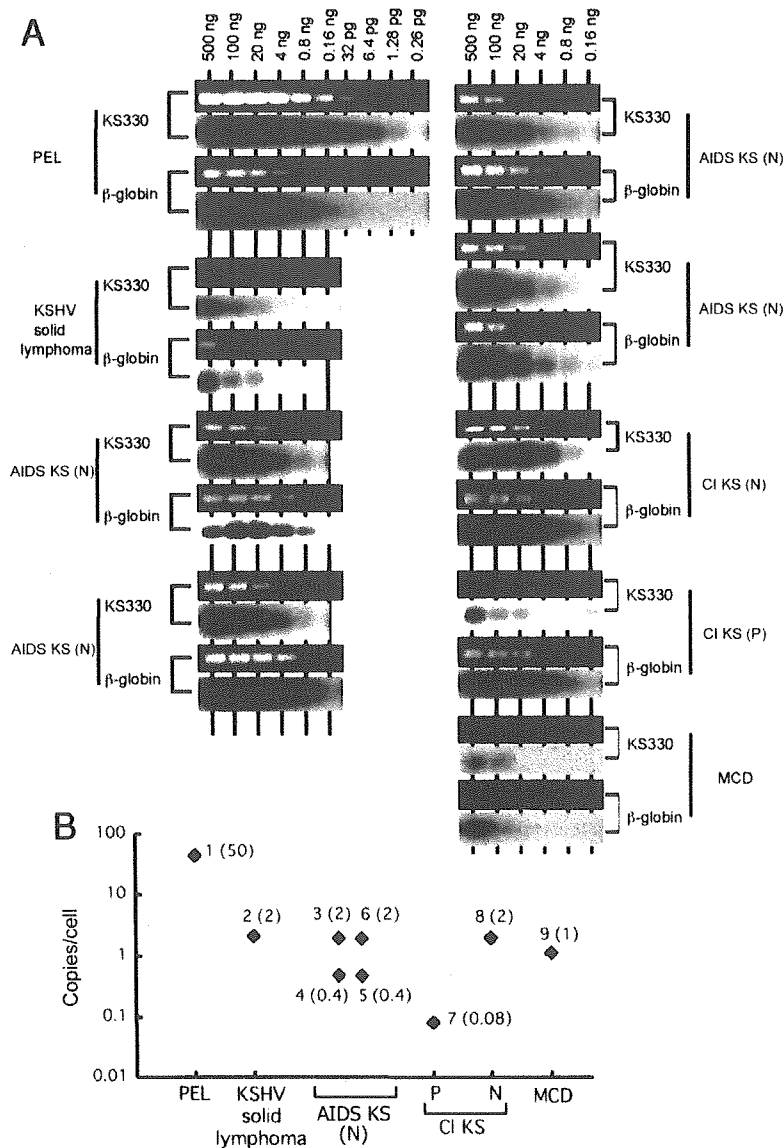 A
500 ng 100 ng 20 ng 4 ng 0.8 ng 0.16 ng 32 pg 6.4 pg 1.28 pg 0.26 pg
PEL
KS330
β-globin
KSHV
solid
lymphoma
KS330
β-globin
AIDS KS (N)
KS330
β-globin
AIDS KS (N)
KS330
β-globin
500 ng 100 ng 20 ng 4 ng 0.8 ng 0.16 ng
KS330
AIDS KS (N)
β-globin
KS330
AIDS KS (N)
β-globin
KS330
Cl KS (N)
β-globin
KS330
Cl KS (P)
β-globin
KS330
MCD
β-globin
B
Copies/cell
100
10
1
0.1
0.01
1 (50)
2 (2)
3 (2) 6 (2)
4 (0.4) 5 (0.4)
7 (0.08)
8 (2)
9 (1)
PEL
KSHV
solid
lymphoma
AIDS KS
(N)
P N
Cl KS
MCD